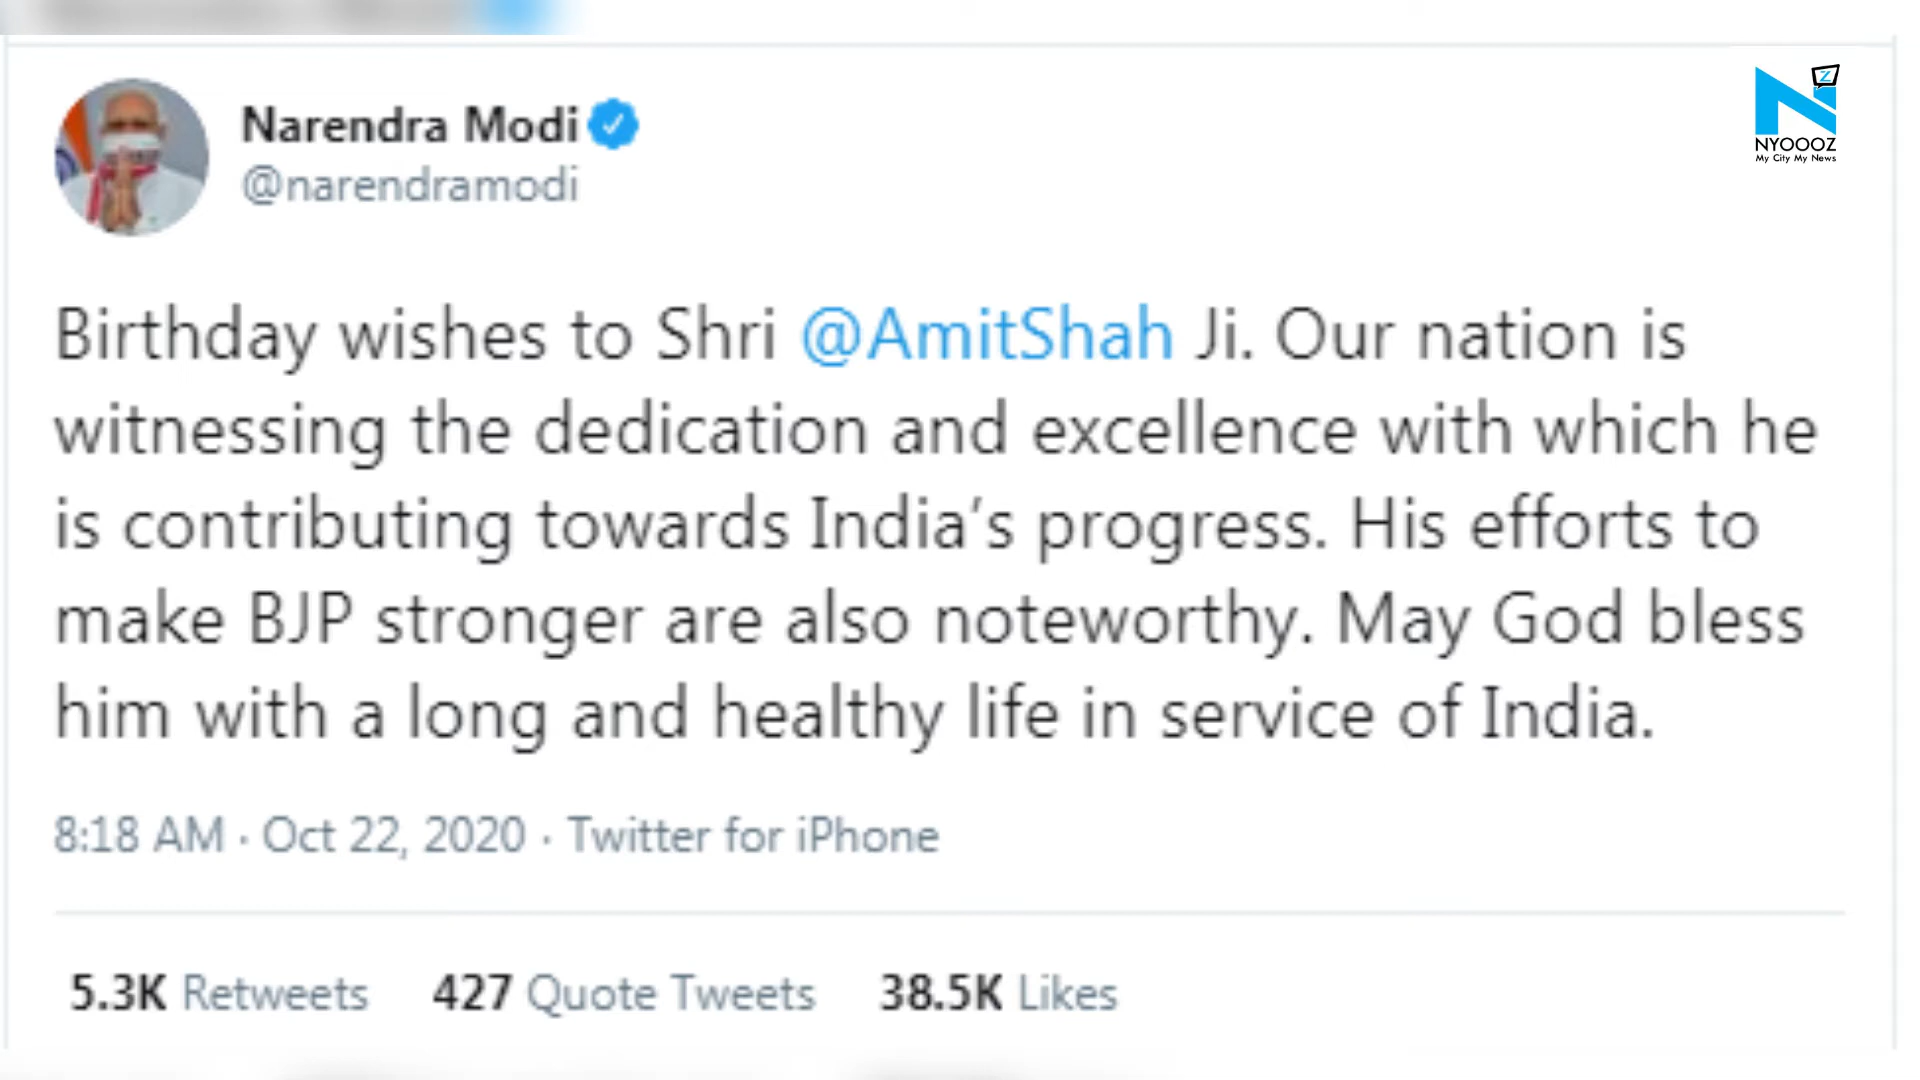 Narendra Modi
@narendramodi
NYOOOZ
My City My News
Birthday wishes to Shri @AmitShah Ji. Our nation is
witnessing the dedication and excellence with which he
is contributing towards India’s progress. His efforts to
make BJP stronger are also noteworthy. May God bless
him with a long and healthy life in service of India.
8:18 AM · Oct 22, 2020 · Twitter for iPhone
5.3K Retweets 427 Quote Tweets 38.5K Likes